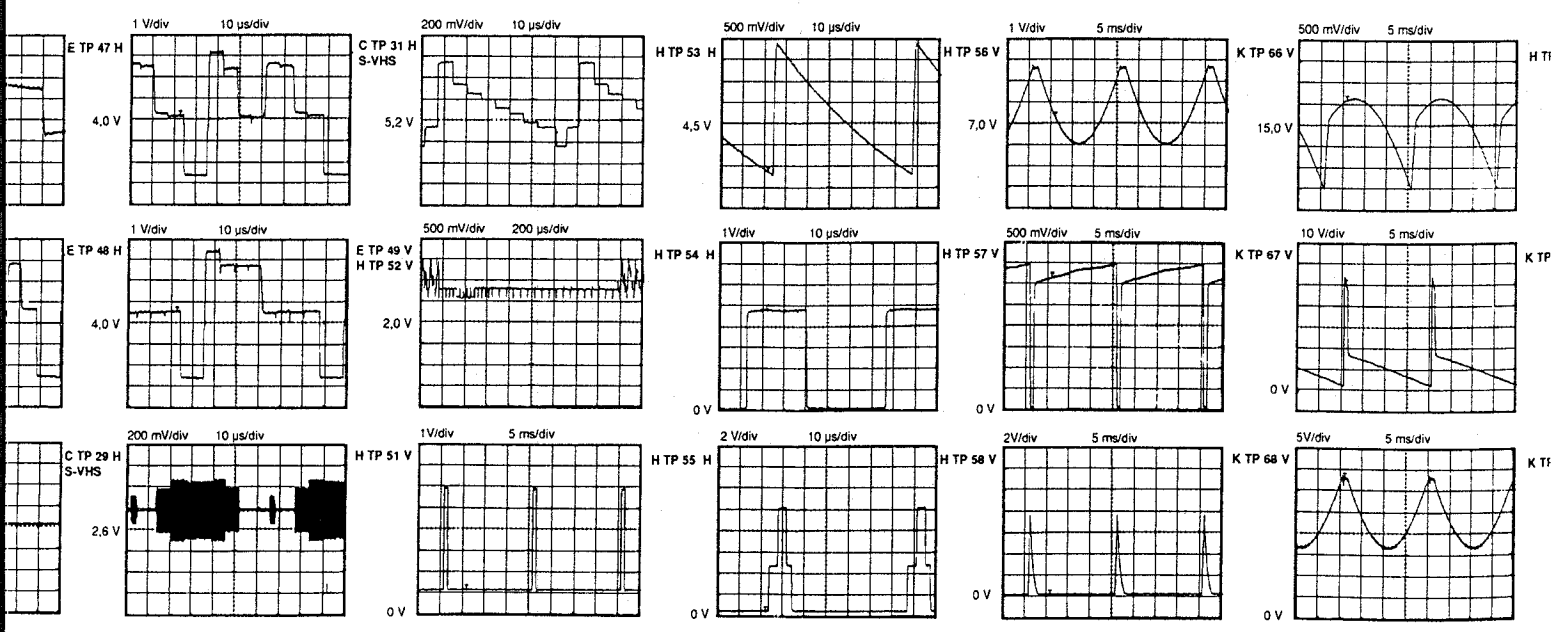 1 V/div 10 µs/div
E TP 47 H
4,0 V
200 mV/div 10 µs/div
C TP 31 H
S-VHS
5,2 V
500 mV/div 10 µs/div
H TP 53 H
4,5 V
1 V/div 5 ms/div
H TP 56 V
7,0 V
500 mV/div 5 ms/div
K TP 66 V
15,0 V
H TP
1 V/div 10 µs/div
E TP 48 H
4,0 V
500 mV/div 200 µs/div
E TP 49 V
H TP 52 V
2,0 V
1V/div 10 µs/div
H TP 54 H
0 V
500 mV/div 5 ms/div
H TP 57 V
0 V
10 V/div 5 ms/div
K TP 67 V
0 V
K TP
200 mV/div 10 µs/div
C TP 29 H
S-VHS
2,6 V
1V/div 5 ms/div
H TP 51 V
0 V
2 V/div 10 µs/div
H TP 55 H
0 V
2V/div 5 ms/div
H TP 58 V
0 V
5V/div 5 ms/div
K TP 68 V
0 V